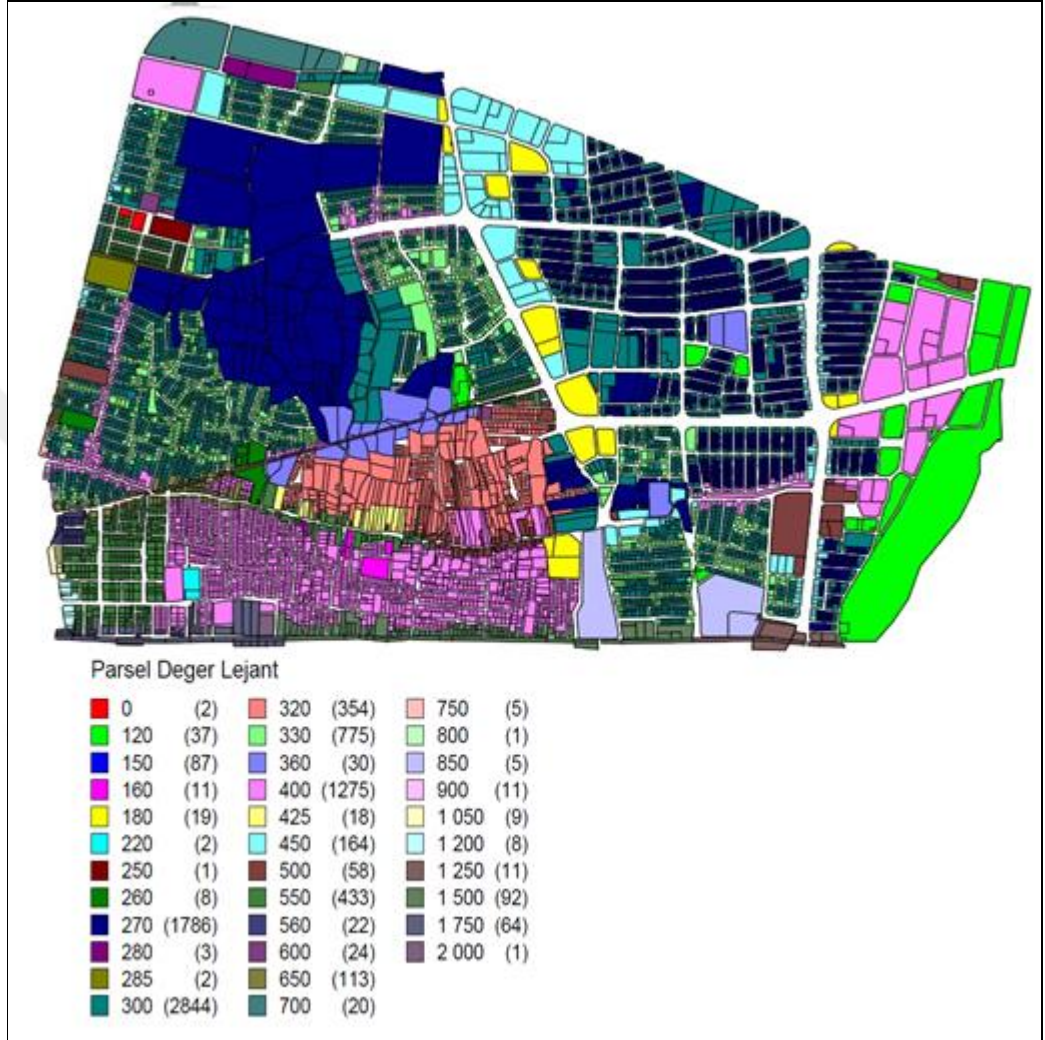 Parsel Deger Lejant
0 (2) 320 (354) 750 (5)
120 (37) 330 (775) 800 (1)
150 (87) 360 (30) 850 (5)
160 (11) 400 (1275) 900 (11)
180 (19) 425 (18) 1 050 (9)
220 (2) 450 (164) 1 200 (8)
250 (1) 500 (58) 1 250 (11)
260 (8) 550 (433) 1 500 (92)
270 (1786) 560 (22) 1 750 (64)
280 (3) 600 (24) 2 000 (1)
285 (2) 650 (113)
300 (2844) 700 (20)